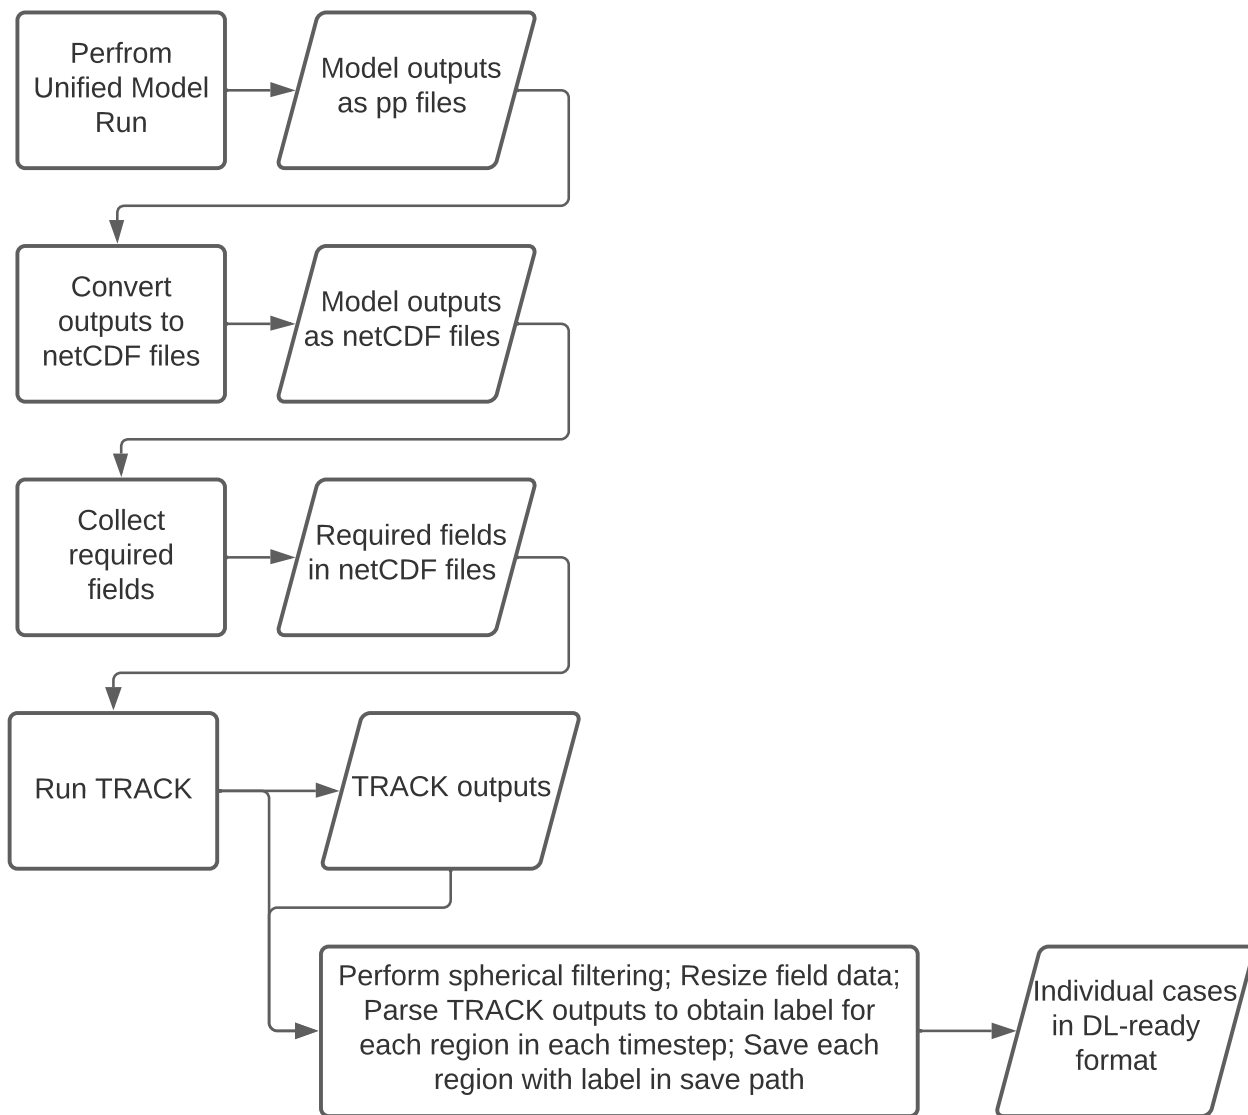 Perfrom
Unified Model
Run
Model outputs
as pp files
Convert
outputs to
netCDF files
Model outputs
as netCDF files
Collect
required
fields
Required fields
in netCDF files
Run TRACK
TRACK outputs
Perform spherical filtering; Resize field data;
Parse TRACK outputs to obtain label for
each region in each timestep; Save each
region with label in save path
Individual cases
in DL-ready
format